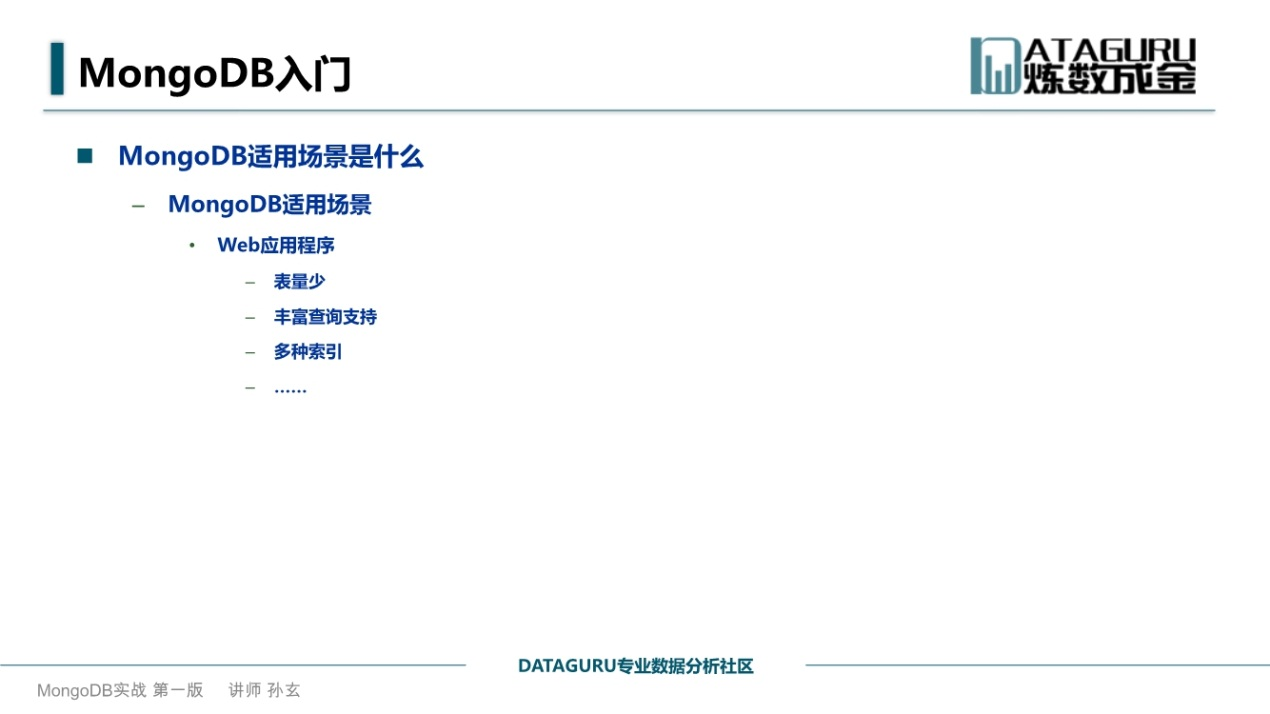 MongoDB入门
DATAGURU
炼数成金
■ MongoDB适用场景是什么
– MongoDB适用场景
• Web应用程序
– 表量少
– 丰富查询支持
– 多种索引
– ……
DATAGURU专业数据分析社区
MongoDB实战 第一版 讲师 孙玄